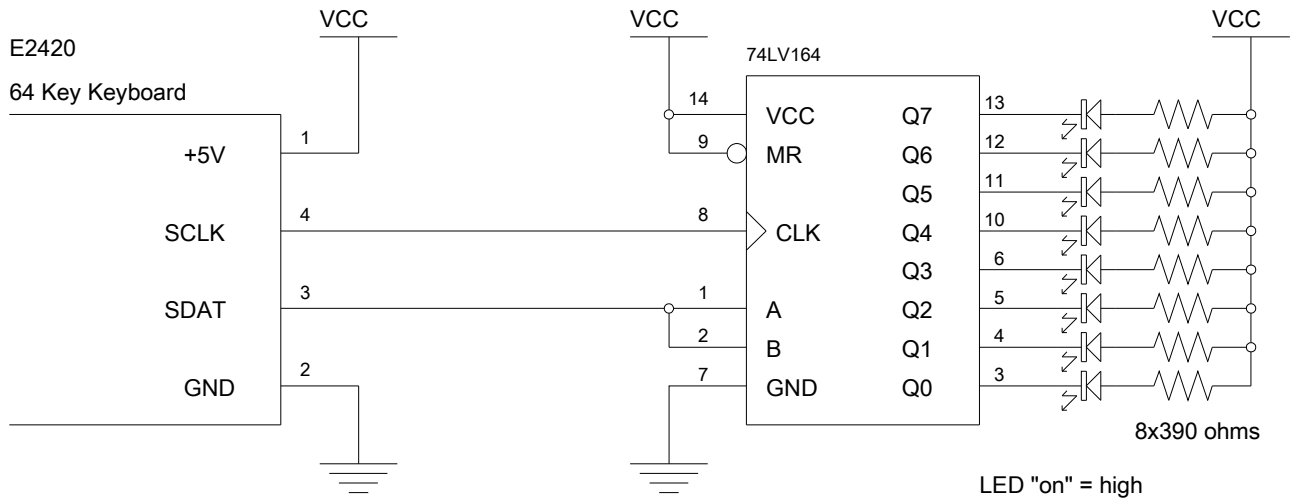 VCC
VCC
VCC
E2420
64 Key Keyboard
+5V
1
SCLK
4
SDAT
3
GND
2
74LV164
14
VCC
Q7
13
9
MR
Q6
12
Q5
11
8
CLK
Q4
10
Q3
6
1
A
Q2
5
2
B
Q1
4
7
GND
Q0
3
8x390 ohms
LED "on" = high